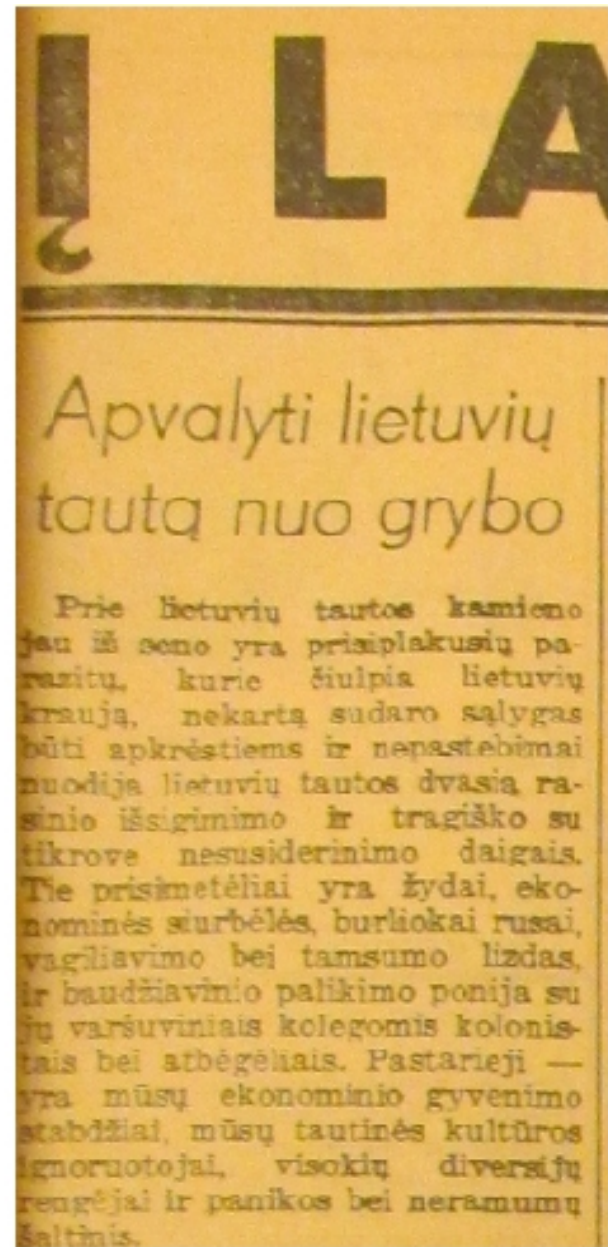 Į LA
Apvalyti lietuvių
tautą nuo grybo
Prie lietuvių tautos kamieno
jau iš seno yra prisiplakusių pa-
razitų, kurie čiulpia lietuvių
kraują, nekartą sudaro sąlygas
būti apkrėstiems ir nepastebimai
nuodija lietuvių tautos dvasią ra-
sinio išsigimimo ir tragiško su
tikrove nesusiderinimo daigais.
Tie prisimetėliai yra žydai, eko-
nominės siurbėlės, burliokai rusai,
vagiliavimo bei tamsumo lizdas,
ir baudžiavinio palikimo ponija su
jų varšuviniais kolegomis kolonis-
tais bei atbėgėliais. Pastarieji —
yra mūsų ekonominio gyvenimo
stabdžiai, mūsų tautinės kultūros
ignoruotojai, visokių diversijų
rengėjai ir panikos bei neramumų
šaltinis.